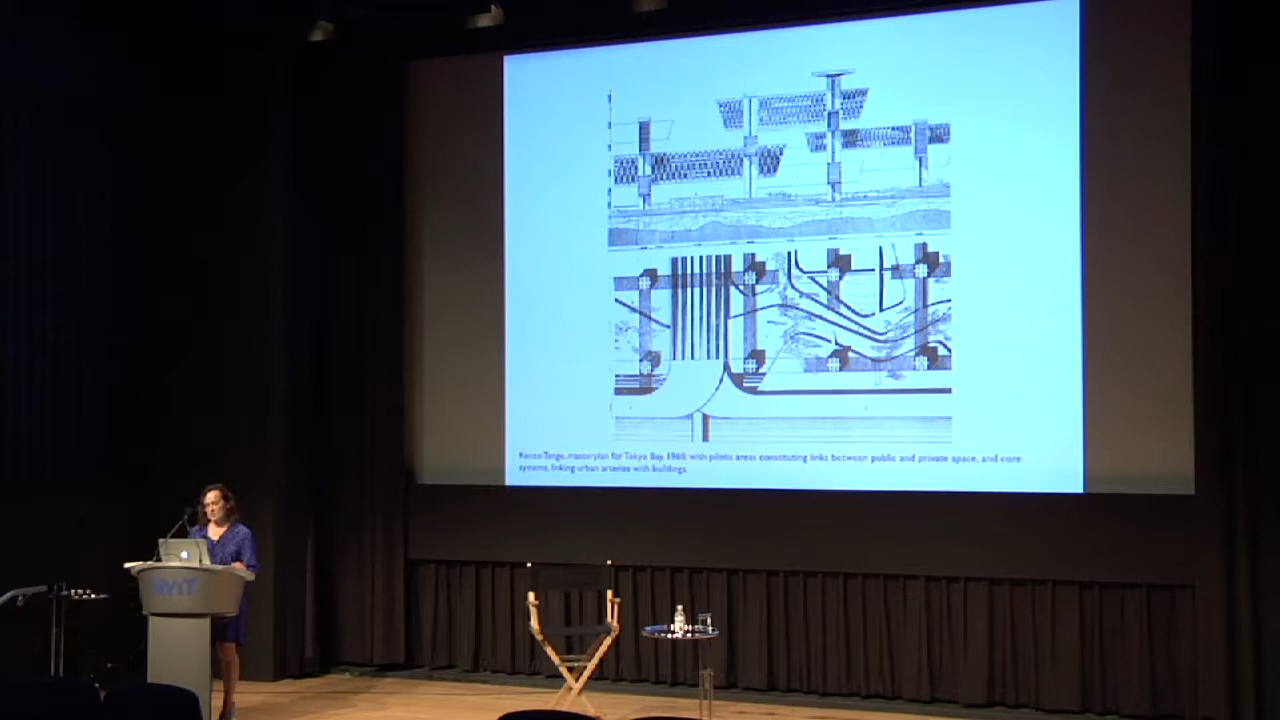 Kenzo Tange, masterplan for Tokyo Bay, 1960, with pilotis areas constituting links between public and private space, and core
systems, linking urban arteries with buildings.
NYIT